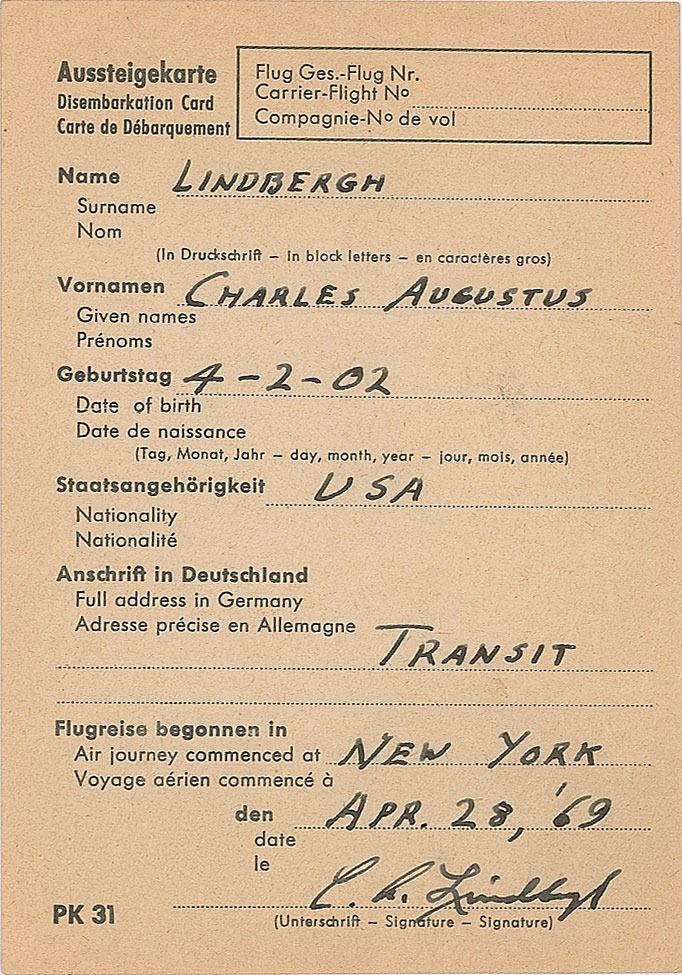 Aussteigekarte
Disembarkation Card
Carte de Débarquement
Flug Ges.-Flug Nr.
Carrier-Flight No
Compagnie-No de vol
Name LINDBERGH
Surname
Nom
(In Druckschrift – in block letters – en caractères gros)
Vornamen CHARLES AUGUSTUS
Given names
Prénoms
Geburtstag 4-2-02
Date of birth
Date de naissance
(Tag, Monat, Jahr – day, month, year – jour, mois, année)
Staatsangehörigkeit USA
Nationality
Nationalité
Anschrift in Deutschland
Full address in Germany
Adresse précise en Allemagne TRANSIT
Flugreise begonnen in
Air journey commenced at NEW YORK
Voyage aérien commencé à
den APR. 28, '69
date
le
C. A. Lindbergh
PK 31
(Unterschrift – Signature – Signature)